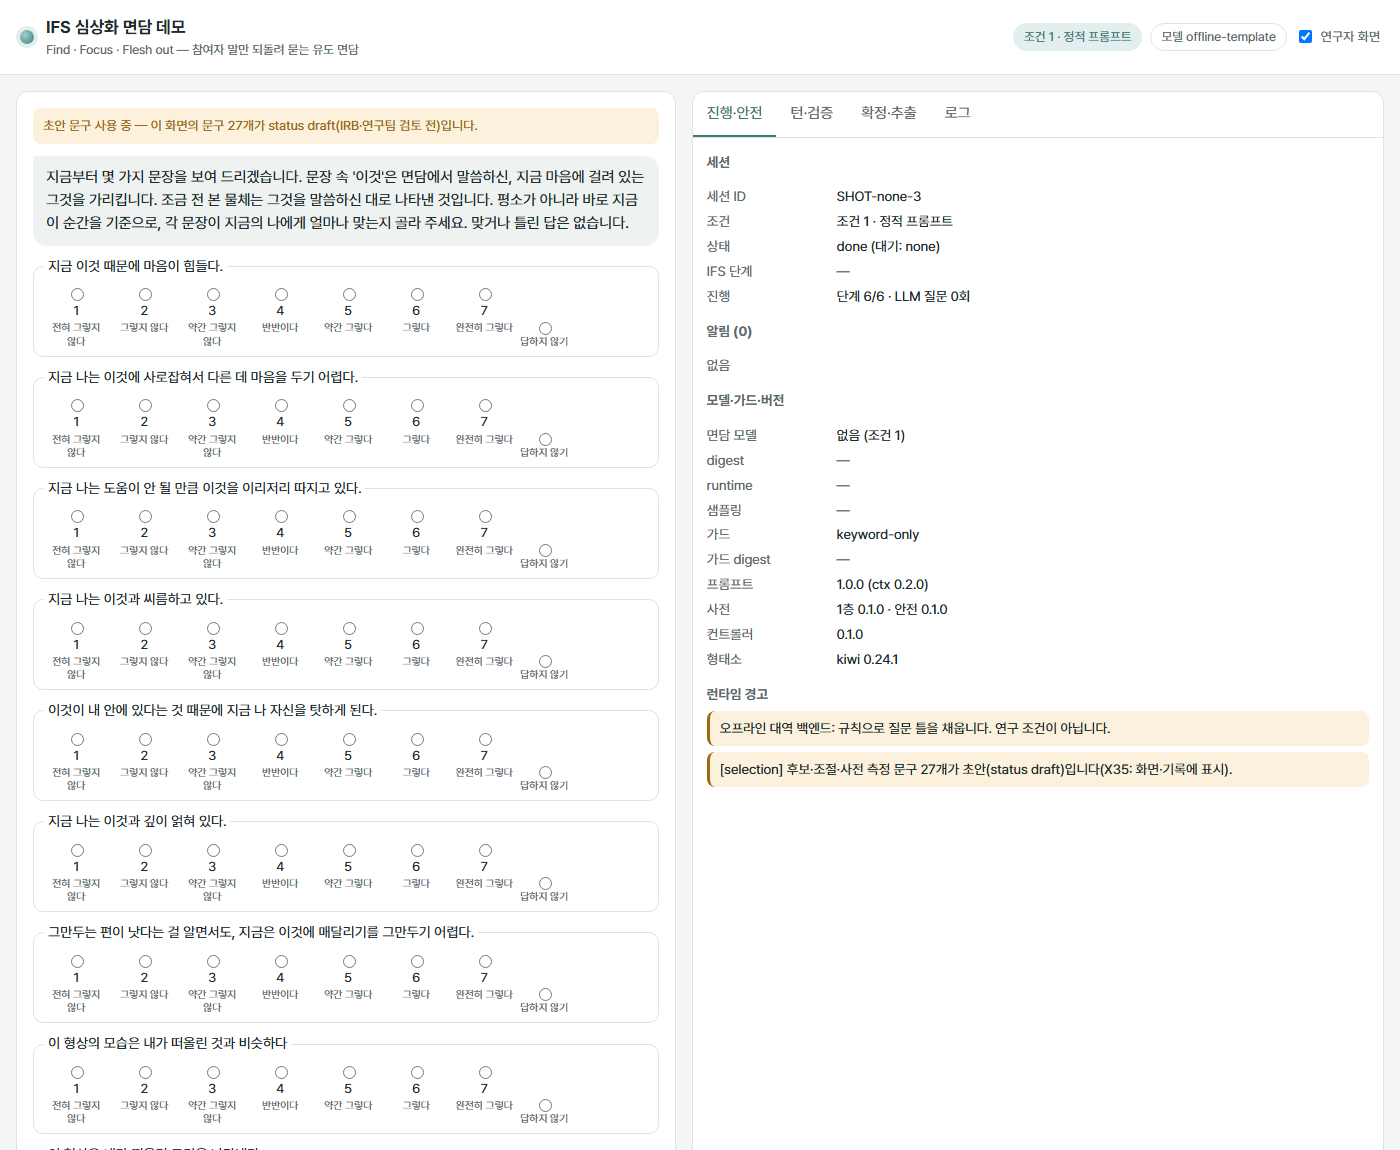 IFS 심상화 면담 데모
Find · Focus · Flesh out — 참여자 말만 되돌려 묻는 유도 면담
조건 1 · 정적 프롬프트
모델 offline-template
연구자 화면
초안 문구 사용 중 — 이 화면의 문구 27개가 status draft(IRB·연구팀 검토 전)입니다.
지금부터 몇 가지 문장을 보여 드리겠습니다. 문장 속 '이것'은 면담에서 말씀하신, 지금 마음에 걸려 있는
그것을 가리킵니다. 조금 전 본 물체는 그것을 말씀하신 대로 나타낸 것입니다. 평소가 아니라 바로 지금
이 순간을 기준으로, 각 문장이 지금의 나에게 얼마나 맞는지 골라 주세요. 맞거나 틀린 답은 없습니다.
지금 이것 때문에 마음이 힘들다.
1 2 3 4 5 6 7
전혀 그렇지 않다 그렇지 않다 약간 그렇지 않다 반반이다 약간 그렇다 그렇다 완전히 그렇다 답하지 않기
지금 나는 이것에 사로잡혀서 다른 데 마음을 두기 어렵다.
1 2 3 4 5 6 7
전혀 그렇지 않다 그렇지 않다 약간 그렇지 않다 반반이다 약간 그렇다 그렇다 완전히 그렇다 답하지 않기
지금 나는 도움이 안 될 만큼 이것을 이리저리 따지고 있다.
1 2 3 4 5 6 7
전혀 그렇지 않다 그렇지 않다 약간 그렇지 않다 반반이다 약간 그렇다 그렇다 완전히 그렇다 답하지 않기
지금 나는 이것과 씨름하고 있다.
1 2 3 4 5 6 7
전혀 그렇지 않다 그렇지 않다 약간 그렇지 않다 반반이다 약간 그렇다 그렇다 완전히 그렇다 답하지 않기
이것이 내 안에 있다는 것 때문에 지금 나 자신을 탓하게 된다.
1 2 3 4 5 6 7
전혀 그렇지 않다 그렇지 않다 약간 그렇지 않다 반반이다 약간 그렇다 그렇다 완전히 그렇다 답하지 않기
지금 나는 이것과 깊이 얽혀 있다.
1 2 3 4 5 6 7
전혀 그렇지 않다 그렇지 않다 약간 그렇지 않다 반반이다 약간 그렇다 그렇다 완전히 그렇다 답하지 않기
그만두는 편이 낫다는 걸 알면서도, 지금은 이것에 매달리기를 그만두기 어렵다.
1 2 3 4 5 6 7
전혀 그렇지 않다 그렇지 않다 약간 그렇지 않다 반반이다 약간 그렇다 그렇다 완전히 그렇다 답하지 않기
이 형상의 모습은 내가 떠올린 것과 비슷하다
1 2 3 4 5 6 7
전혀 그렇지 않다 그렇지 않다 약간 그렇지 않다 반반이다 약간 그렇다 그렇다 완전히 그렇다 답하지 않기
진행·안전 턴·검증 확정·추출 로그
세션
세션 ID SHOT-none-3
조건 조건 1 · 정적 프롬프트
상태 done (대기: none)
IFS 단계 —
진행 단계 6/6 · LLM 질문 0회
알림 (0)
없음
모델·가드·버전
면담 모델 없음 (조건 1)
digest —
runtime —
샘플링 —
가드 keyword-only
가드 digest —
프롬프트 1.0.0 (ctx 0.2.0)
사전 1층 0.1.0 · 안전 0.1.0
컨트롤러 0.1.0
형태소 kiwi 0.24.1
런타임 경고
오프라인 대역 백엔드: 규칙으로 질문 틀을 채웁니다. 연구 조건이 아닙니다.
[selection] 후보·조절·사전 측정 문구 27개가 초안(status draft)입니다(X35: 화면·기록에 표시).